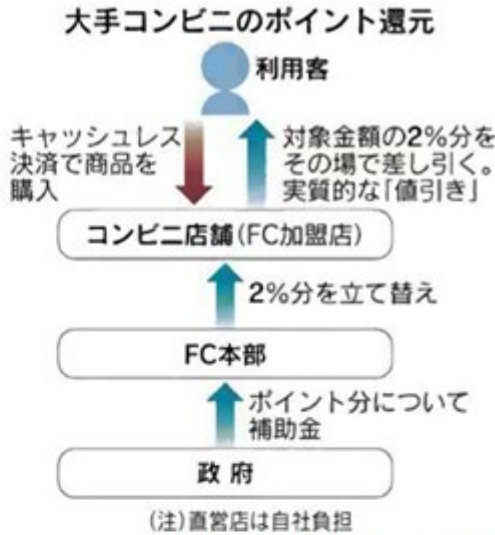 大手コンビニのポイント還元
利用客
キャッシュレス
決済で商品を
購入
対象金額の2%分を
その場で差し引く。
実質的な「値引き」
コンビニ店舗(FC加盟店)
2%分を立て替え
FC本部
ポイント分について
補助金
政府
(注)直営店は自社負担